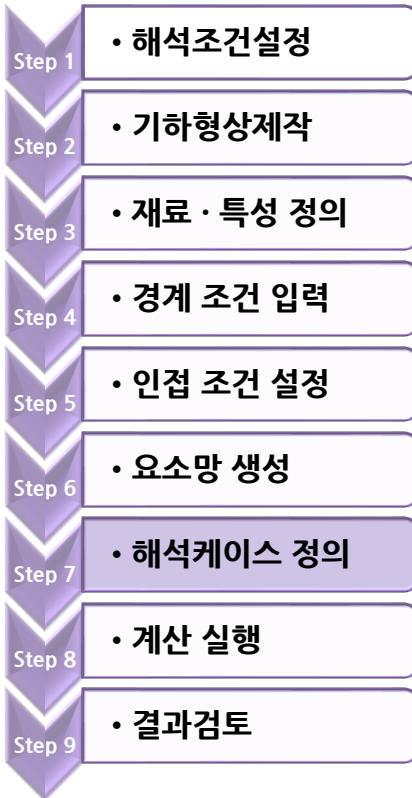 Step 1
• 해석조건설정
Step 2
• 기하형상제작
Step 3
• 재료 · 특성 정의
Step 4
• 경계 조건 입력
Step 5
• 인접 조건 설정
Step 6
• 요소망 생성
Step 7
• 해석케이스 정의
Step 8
• 계산 실행
Step 9
• 결과검토